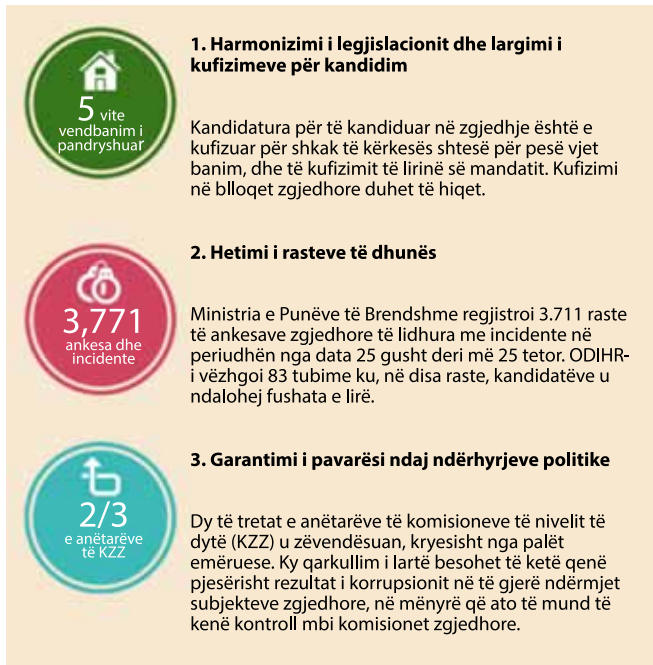 5 vite
vendbanim i
pandryshuar
1. Harmonizimi i legjislacionit dhe largimi i
kufizimeve për kandidim
Kandidatura për të kandiduar në zgjedhje është e
kufizuar për shkak të kërkesës shtesë për pesë vjet
banim, dhe të kufizimit të lirinë së mandatit. Kufizimi
në blloqet zgjedhore duhet të hiqet.
3,771
ankesa dhe
incidente
2. Hetimi i rasteve të dhunës
Ministria e Punëve të Brendshme regjistroi 3.711 raste
të ankesave zgjedhore të lidhura me incidente në
periudhën nga data 25 gusht deri më 25 tetor. ODIHR-
i vëzhgoi 83 tubime ku, në disa raste, kandidatëve u
ndalohej fushata e lirë.
2/3
e anëtarëve
të KZZ
3. Garantimi i pavarësi ndaj ndërhyrjeve politike
Dy të tretat e anëtarëve të komisioneve të nivelit të
dytë (KZZ) u zëvendësuan, kryesisht nga palët
emëruese. Ky qarkullim i lartë besohet të ketë qenë
pjesërisht rezultat i korrupsionit në të gjerë ndërmjet
subjekteve zgjedhore, në mënyrë që ato të mund të
kenë kontroll mbi komisionet zgjedhore.